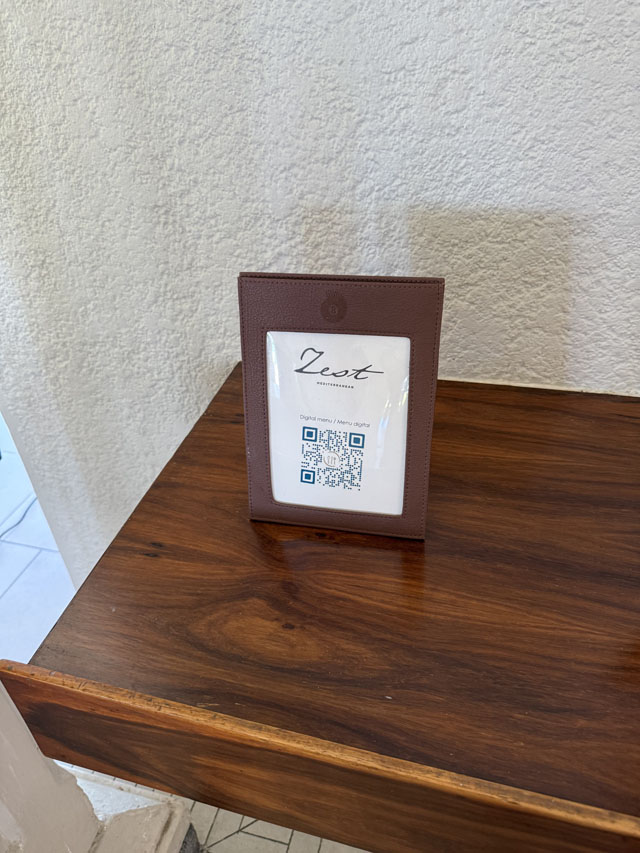 Zest
MEDITERRANEAN
Digital menu / Menu digital